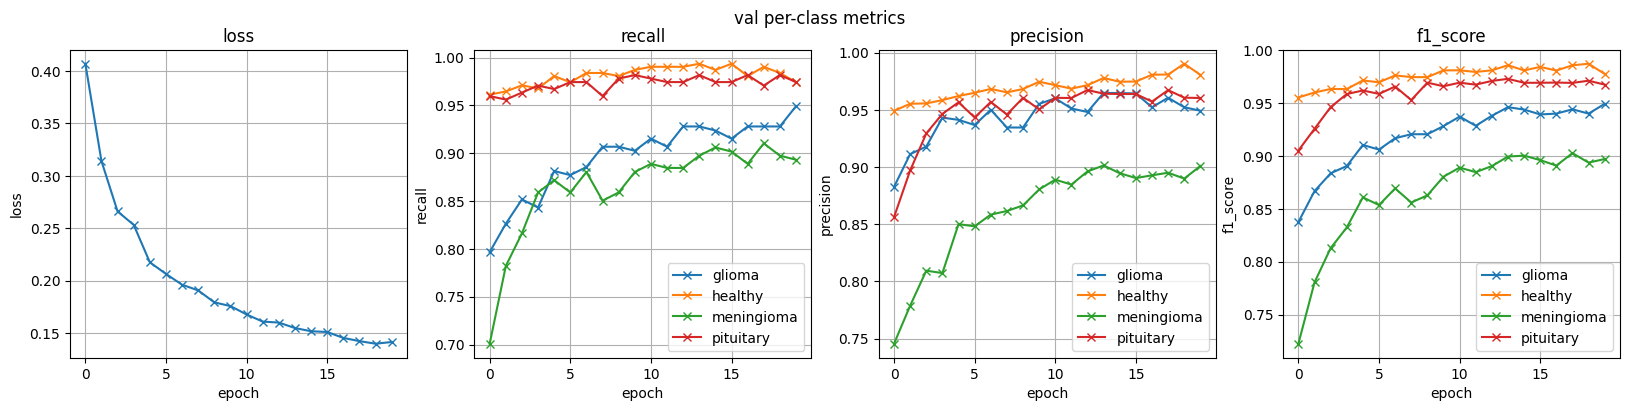 val per-class metrics
loss
loss
0.40
0.35
0.30
0.25
0.20
0.15
0 5 10 15
epoch
recall
recall
1.00
0.95
0.90
0.85
0.80
0.75
0.70
glioma
healthy
meningioma
pituitary
0 5 10 15
epoch
precision
precision
1.00
0.95
0.90
0.85
0.80
0.75
glioma
healthy
meningioma
pituitary
0 5 10 15
epoch
f1_score
f1_score
1.00
0.95
0.90
0.85
0.80
0.75
glioma
healthy
meningioma
pituitary
0 5 10 15
epoch